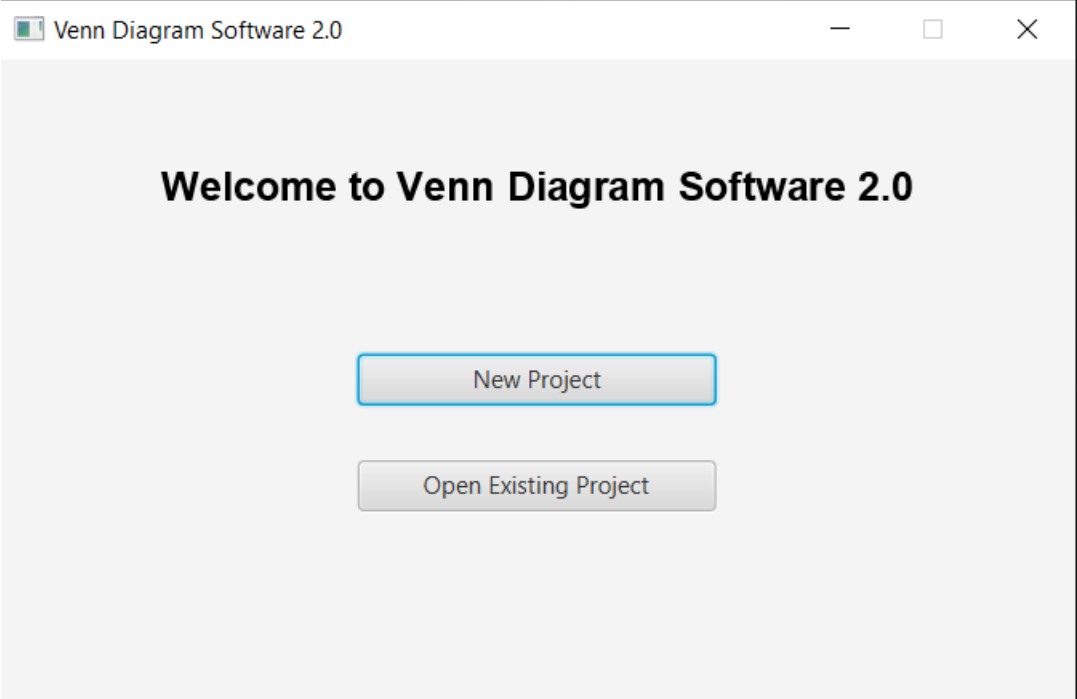 Venn Diagram Software 2.0
Welcome to Venn Diagram Software 2.0
New Project
Open Existing Project